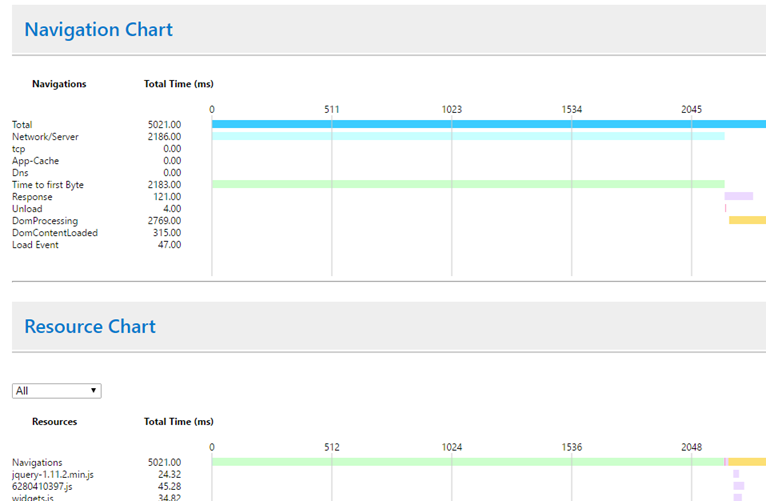 Navigation Chart
Navigations Total Time (ms)
0 511 1023 1534 2045
Total 5021.00
Network/Server 2186.00
tcp 0.00
App-Cache 0.00
Dns 0.00
Time to first Byte 2183.00
Response 121.00
Unload 4.00
DomProcessing 2769.00
DomContentLoaded 315.00
Load Event 47.00
Resource Chart
All
Resources Total Time (ms)
0 512 1024 1536 2048
Navigations 5021.00
jquery-1.11.2.min.js 24.32
6280410397.js 45.28
widgets.js 34.82